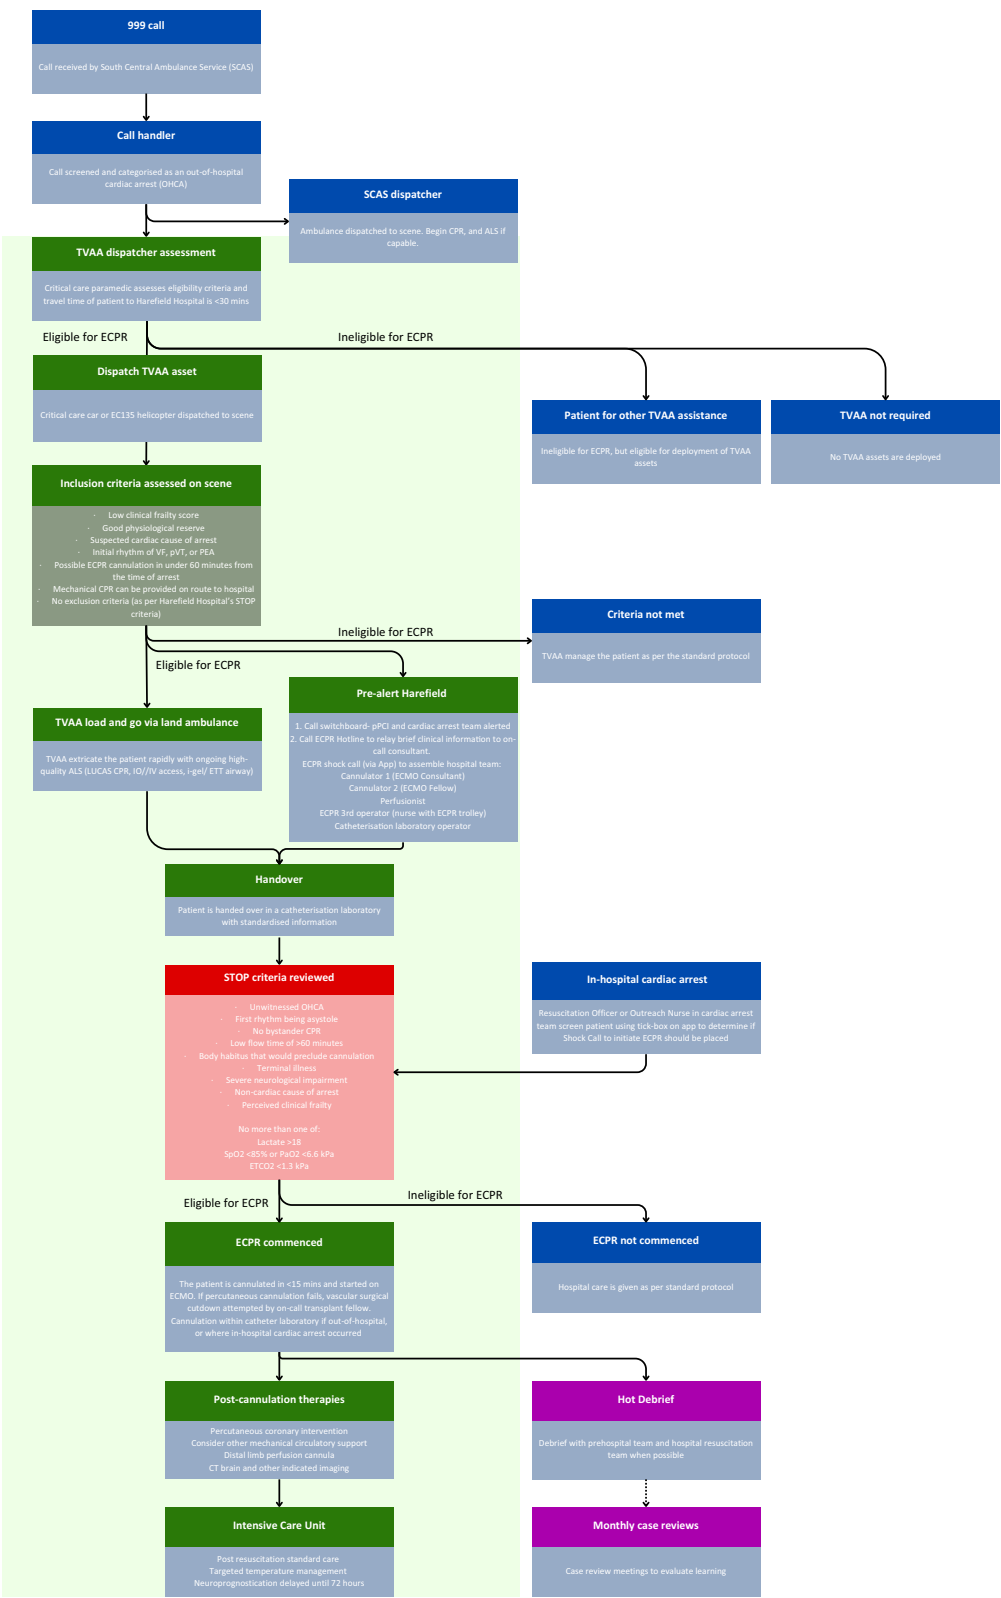 999 call
Call received by South Central Ambulance Service (SCAS)
Call handler
Call screened and categorised as an out-of-hospital
cardiac arrest (OHCA)
SCAS dispatcher
Ambulance dispatched to scene. Begin CPR, and ALS if
capable.
TVAA dispatcher assessment
Critical care paramedic assesses eligibility criteria and
travel time of patient to Harefield Hospital is <30 mins
Eligible for ECPR
Ineligible for ECPR
Dispatch TVAA asset
Critical care car or EC135 helicopter dispatched to scene
Patient for other TVAA assistance
Ineligible for ECPR, but eligible for deployment of TVAA
assets
TVAA not required
No TVAA assets are deployed
Inclusion criteria assessed on scene
· Low clinical frailty score
· Good physiological reserve
· Suspected cardiac cause of arrest
· Initial rhythm of VF, pVT, or PEA
· Possible ECPR cannulation in under 60 minutes from
the time of arrest
· Mechanical CPR can be provided on route to hospital
· No exclusion criteria (as per Harefield Hospital's STOP
criteria)
Ineligible for ECPR
Eligible for ECPR
Criteria not met
TVAA manage the patient as per the standard protocol
Pre-alert Harefield
1. Call switchboard- pPCI and cardiac arrest team alerted
2. Call ECPR Hotline to relay brief clinical information to on-
call consultant.
ECPR shock call (via App) to assemble hospital team:
Cannulator 1 (ECMO Consultant)
Cannulator 2 (ECMO Fellow)
Perfusionist
ECPR 3rd operator (nurse with ECPR trolley)
Catheterisation laboratory operator
TVAA load and go via land ambulance
TVAA extricate the patient rapidly with ongoing high-
quality ALS (LUCAS CPR, IO//IV access, i-gel/ ETT airway)
Handover
Patient is handed over in a catheterisation laboratory
with standardised information
STOP criteria reviewed
· Unwitnessed OHCA
· First rhythm being asystole
· No bystander CPR
· Low flow time of >60 minutes
· Body habitus that would preclude cannulation
· Terminal illness
· Severe neurological impairment
· Non-cardiac cause of arrest
· Perceived clinical frailty
No more than one of:
Lactate >18
SpO2 <85% or PaO2 <6.6 kPa
ETCO2 <1.3 kPa
In-hospital cardiac arrest
Resuscitation Officer or Outreach Nurse in cardiac arrest
team screen patient using tick-box on app to determine if
Shock Call to initiate ECPR should be placed
Eligible for ECPR
Ineligible for ECPR
ECPR commenced
The patient is cannulated in <15 mins and started on
ECMO. If percutaneous cannulation fails, vascular surgical
cutdown attempted by on-call transplant fellow.
Cannulation within catheter laboratory if out-of-hospital,
or where in-hospital cardiac arrest occurred
ECPR not commenced
Hospital care is given as per standard protocol
Post-cannulation therapies
Percutaneous coronary intervention
Consider other mechanical circulatory support
Distal limb perfusion cannula
CT brain and other indicated imaging
Hot Debrief
Debrief with prehospital team and hospital resuscitation
team when possible
Intensive Care Unit
Post resuscitation standard care
Targeted temperature management
Neuroprognostication delayed until 72 hours
Monthly case reviews
Case review meetings to evaluate learning